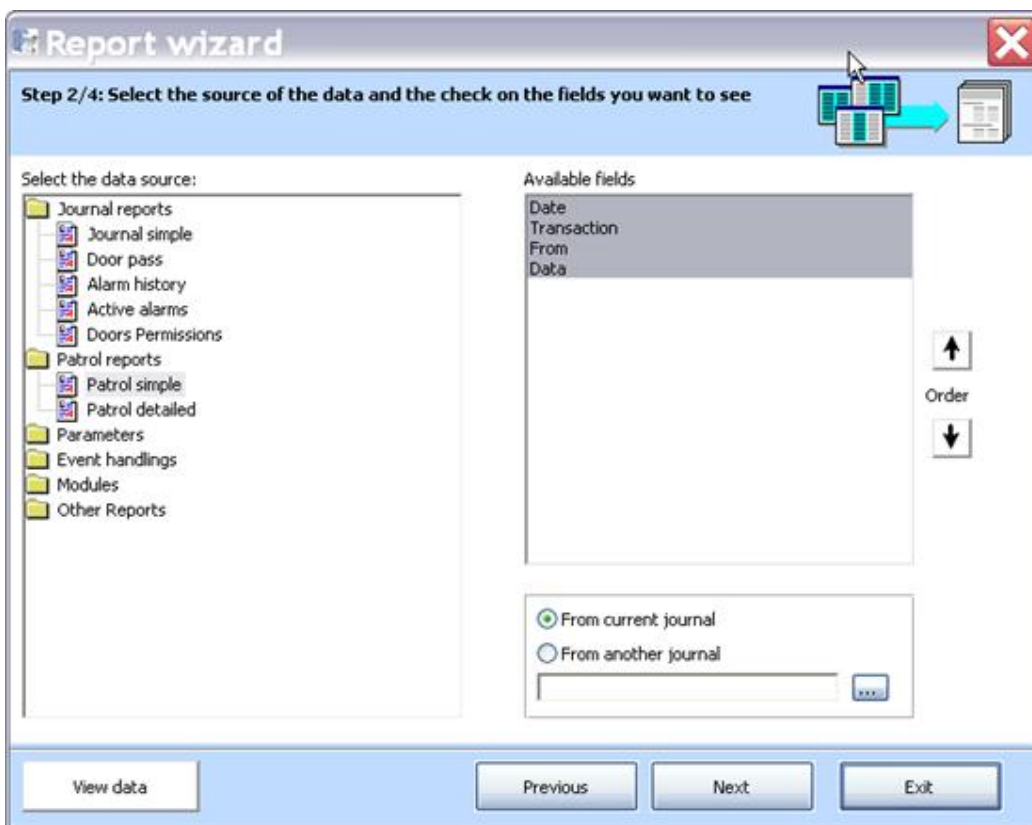 Report wizard
Step 2/4: Select the source of the data and the check on the fields you want to see
Select the data source:
Journal reports
Journal simple
Door pass
Alarm history
Active alarms
Doors Permissions
Patrol reports
Patrol simple
Patrol detailed
Parameters
Event handlings
Modules
Other Reports
Available fields
Date
Transaction
From
Data
Order
From current journal
From another journal
...
View data
Previous
Next
Exit